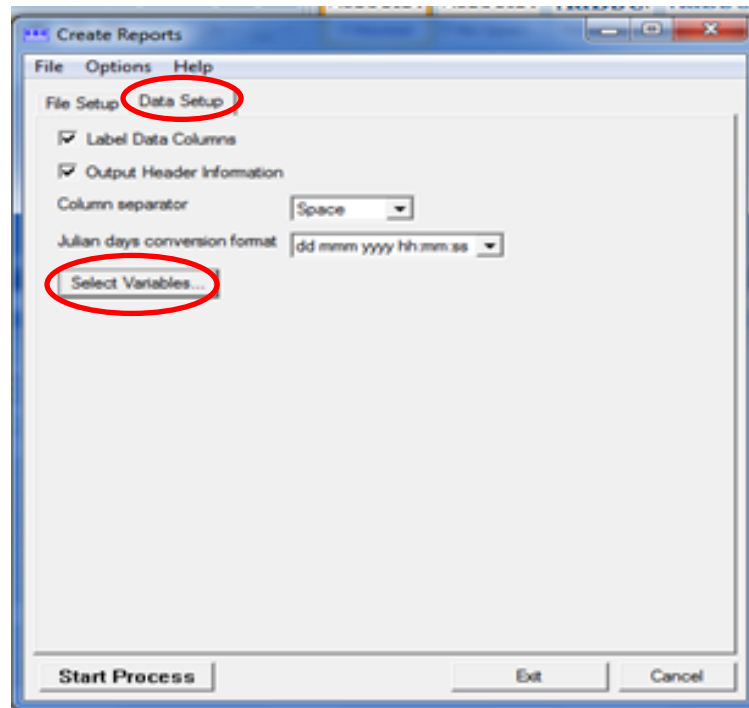 Create Reports
File Options Help
File Setup Data Setup
Label Data Columns
Output Header Information
Column separator Space
Julian days conversion format dd mmm yyyy hh:mm:ss
Select Variables...
Start Process Exit Cancel